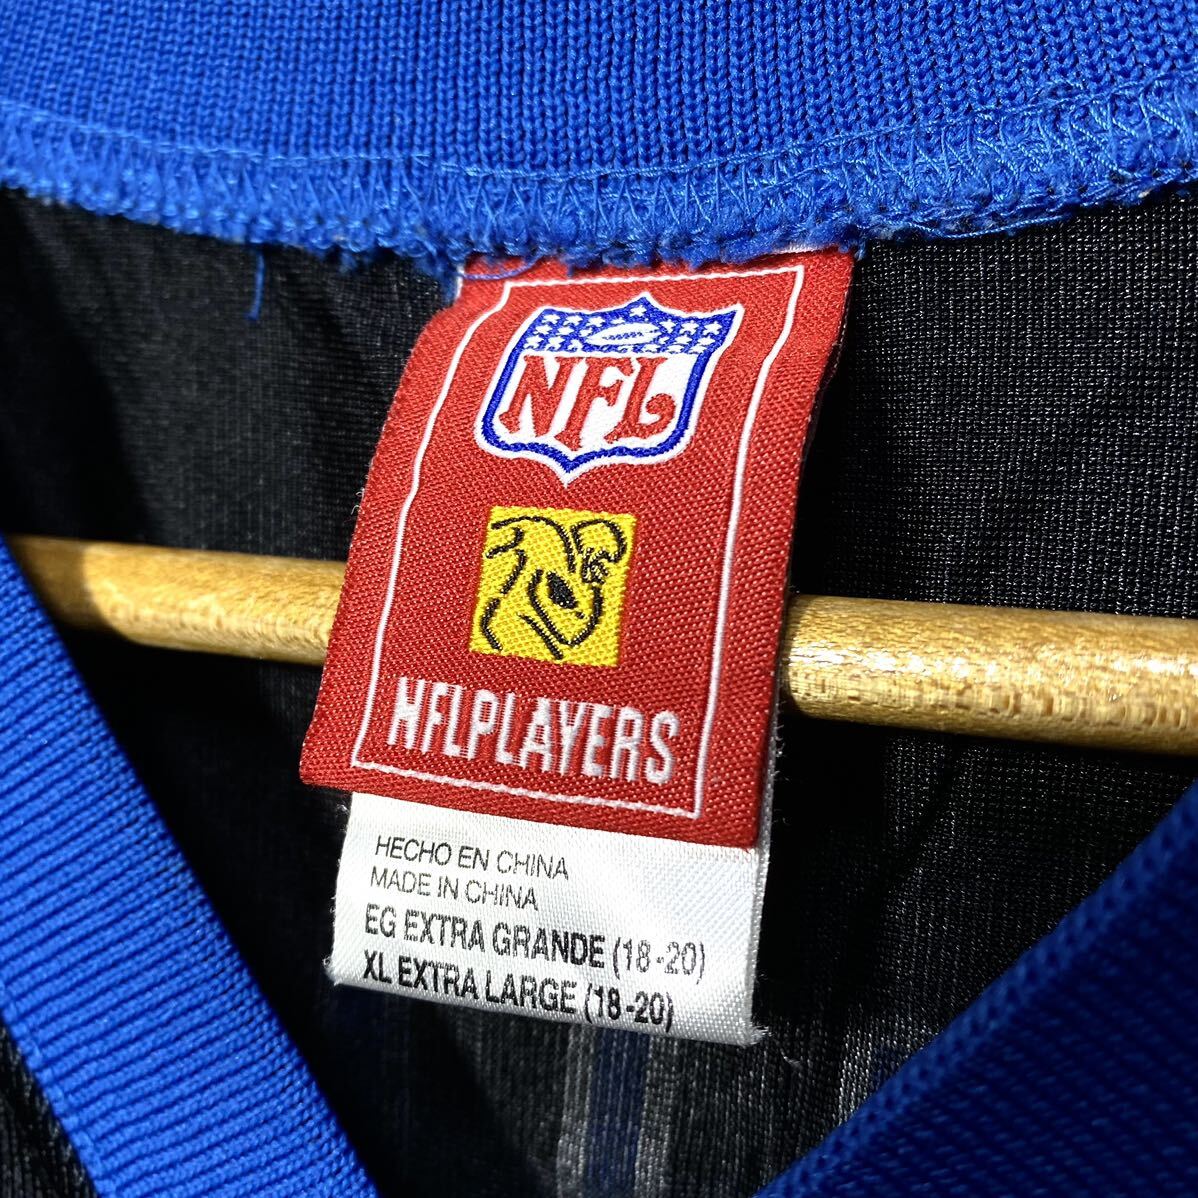 NFL
NFLPLAYERS
HECHO EN CHINA
MADE IN CHINA
EG EXTRA GRANDE (18-20)
XL EXTRA LARGE (18-20)